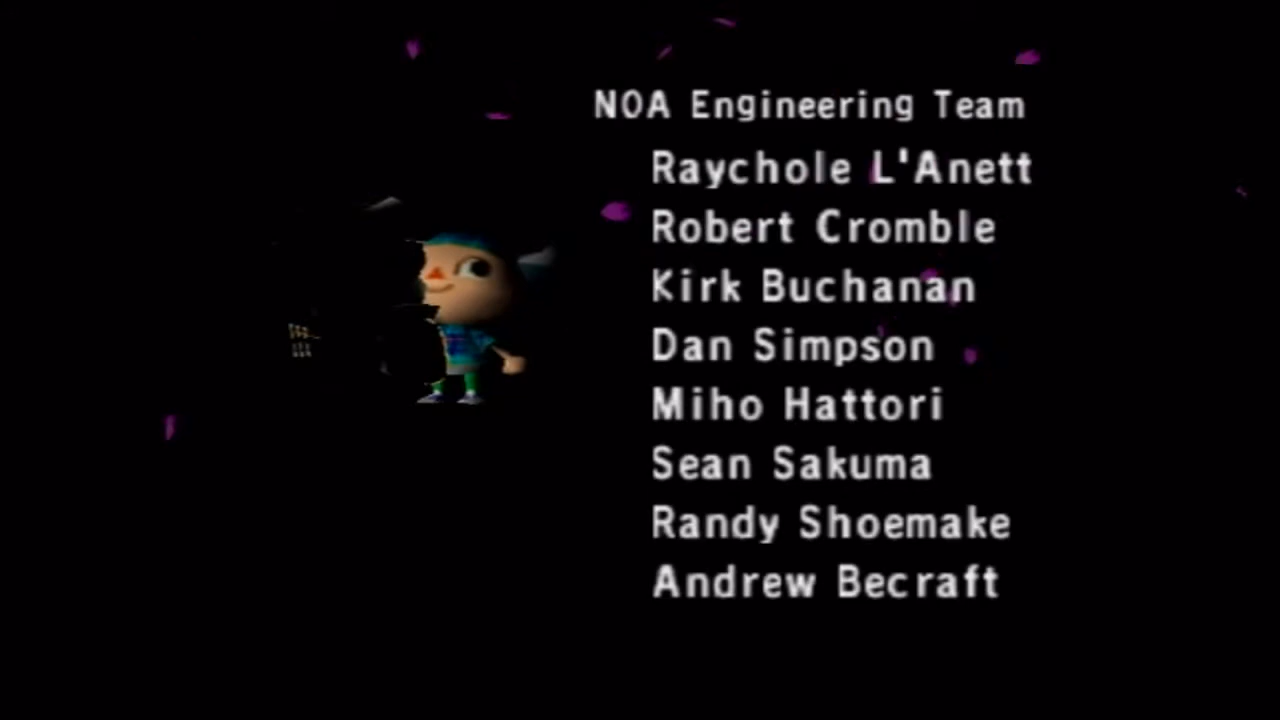 NOA Engineering Team
Raychole L'Anett
Robert Cromble
Kirk Buchanan
Dan Simpson
Miho Hattori
Sean Sakuma
Randy Shoemake
Andrew Becraft